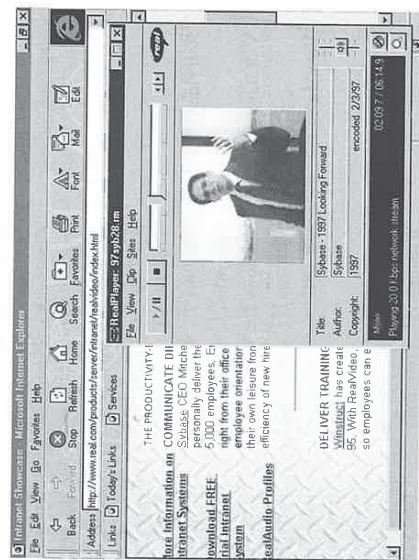 Intranet Showcase - Microsoft Internet Explorer
File Edit View Go Favorites Help
Back Forward Stop Refresh Home Search Favorites Print Font Mail Edit
Address http://www.real.com/products/server/intranet/realvideo/index.html
Links Today's Links Services
ore Information on
ntranet Systems
ownload FREE
rial Intranet
ystem
ealAudio Profiles
THE PRODUCTIVITY-E
COMMUNICATE DI
Sybase CEO Mitche
personally deliver the
5,000 employees. E
right from their office
employee orientation
their own leisure from
efficiency of new hire
DELIVER TRAINING
Winstruct has create
95. With RealVideo,
so employees can e
RealPlayer: 97syb28.rm
File View Clip Sites Help
real
Title: Sybase - 1997 Looking Forward
Author: Sybase
Copyright: 1997 encoded 2/3/97
Mono 02:09.7 / 06:14.9
Playing 20.0 Kbps network stream